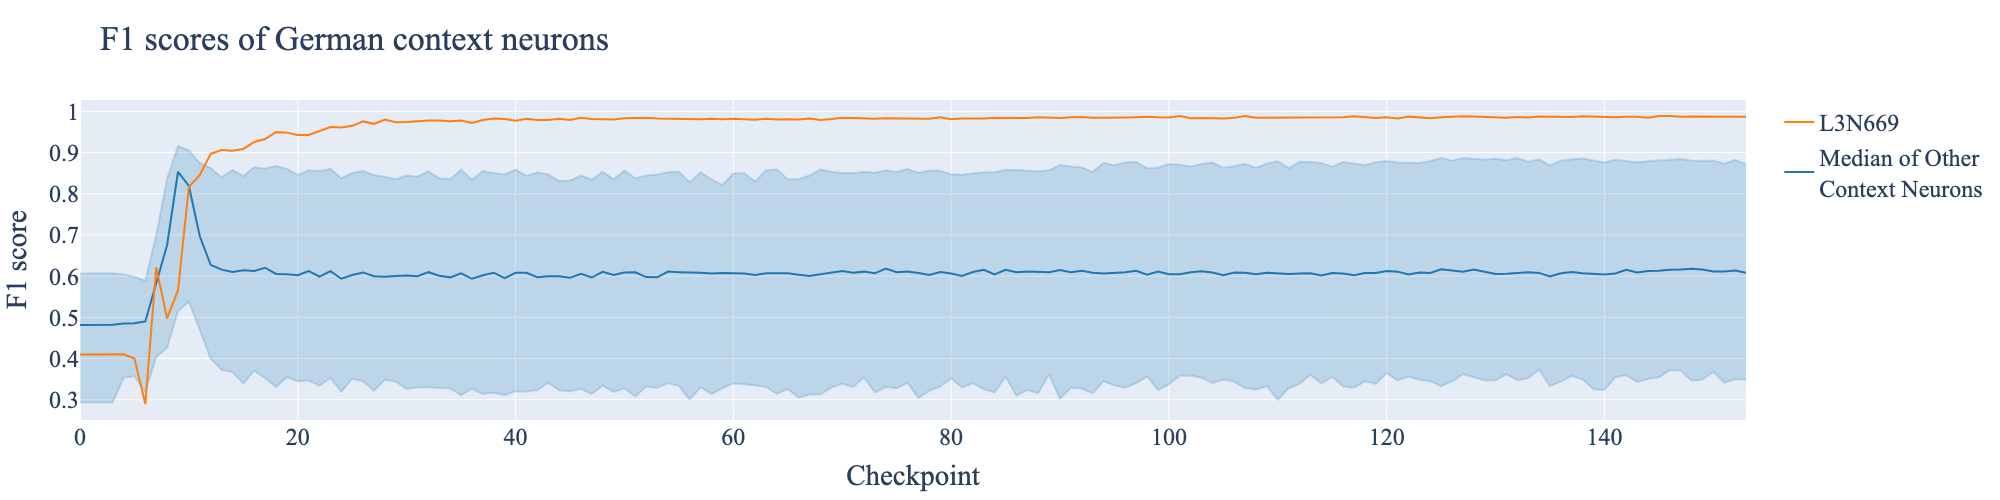 F1 scores of German context neurons
F1 score
1
0.9
0.8
0.7
0.6
0.5
0.4
0.3
0 20 40 60 80 100 120 140
Checkpoint
L3N669
Median of Other
Context Neurons